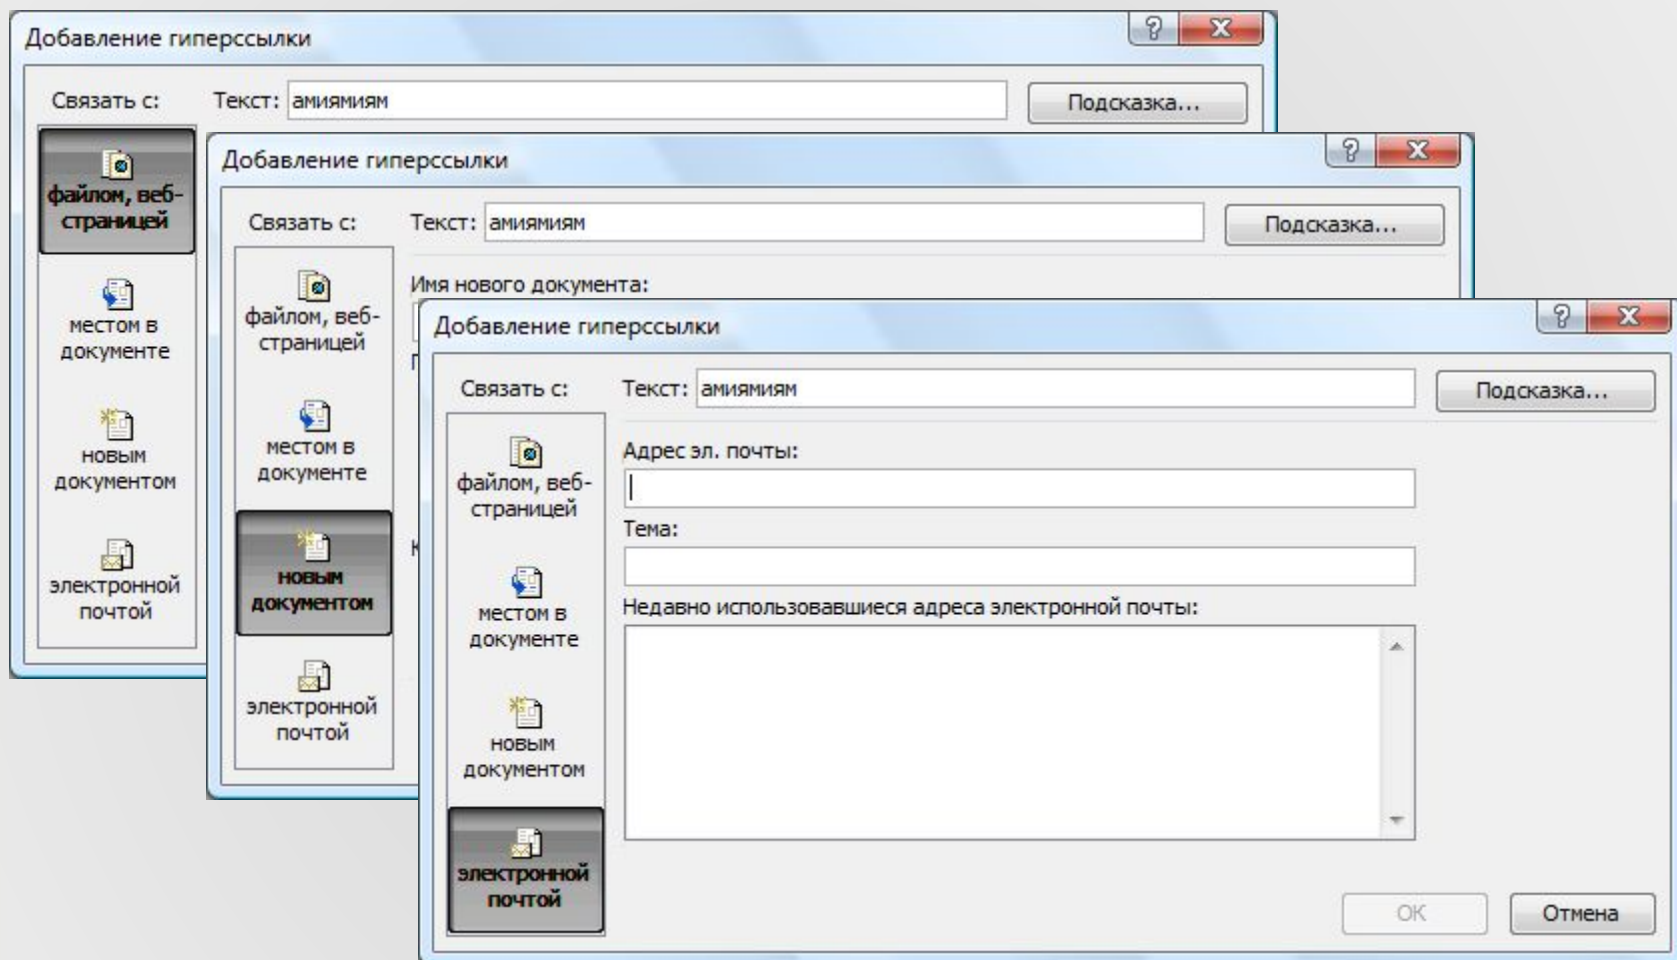 Добавление гиперссылки
Связать с:
Текст: амиямиям
Подсказка...
файлом, веб-
страницей
местом в
документе
новым
документом
электронной
почтой
Добавление гиперссылки
Связать с:
Текст: амиямиям
Подсказка...
Имя нового документа:
файлом, веб-
страницей
местом в
документе
новым
документом
электронной
почтой
Добавление гиперссылки
Связать с:
Текст: амиямиям
Подсказка...
файлом, веб-
страницей
местом в
документе
новым
документом
электронной
почтой
Адрес эл. почты:
Тема:
Недавно использовавшиеся адреса электронной почты:
ОК
Отмена